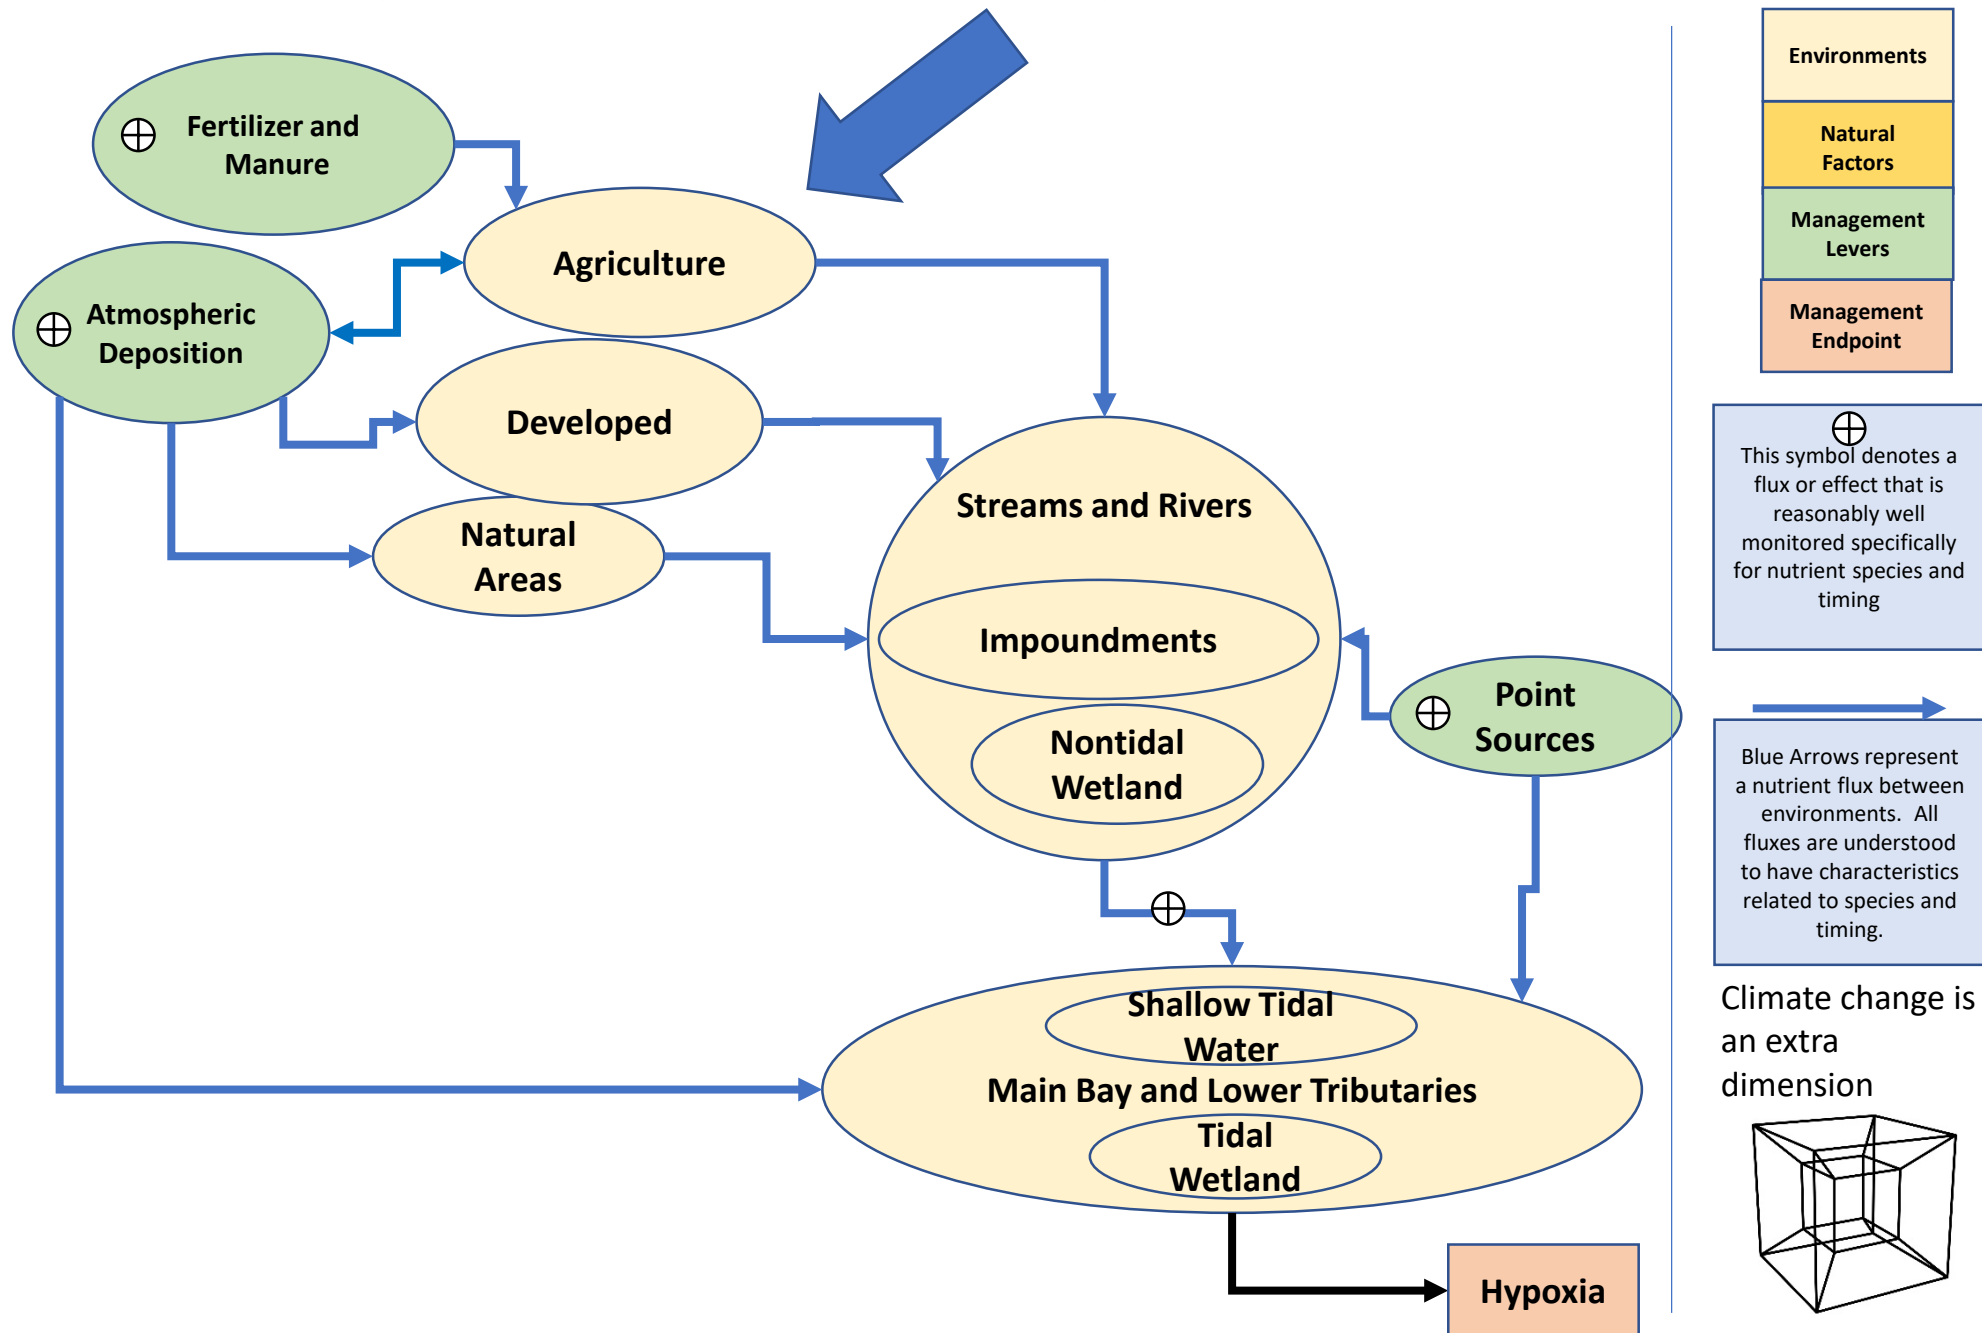 Fertilizer and
Manure
Agriculture
Atmospheric
Deposition
Developed
Natural
Areas
Streams and Rivers
Impoundments
Nontidal
Wetland
Point
Sources
Shallow Tidal
Water
Main Bay and Lower Tributaries
Tidal
Wetland
Hypoxia
Environments
Natural
Factors
Management
Levers
Management
Endpoint
This symbol denotes a
flux or effect that is
reasonably well
monitored specifically
for nutrient species and
timing
Blue Arrows represent
a nutrient flux between
environments.  All
fluxes are understood
to have characteristics
related to species and
timing.
Climate change is
an extra
dimension